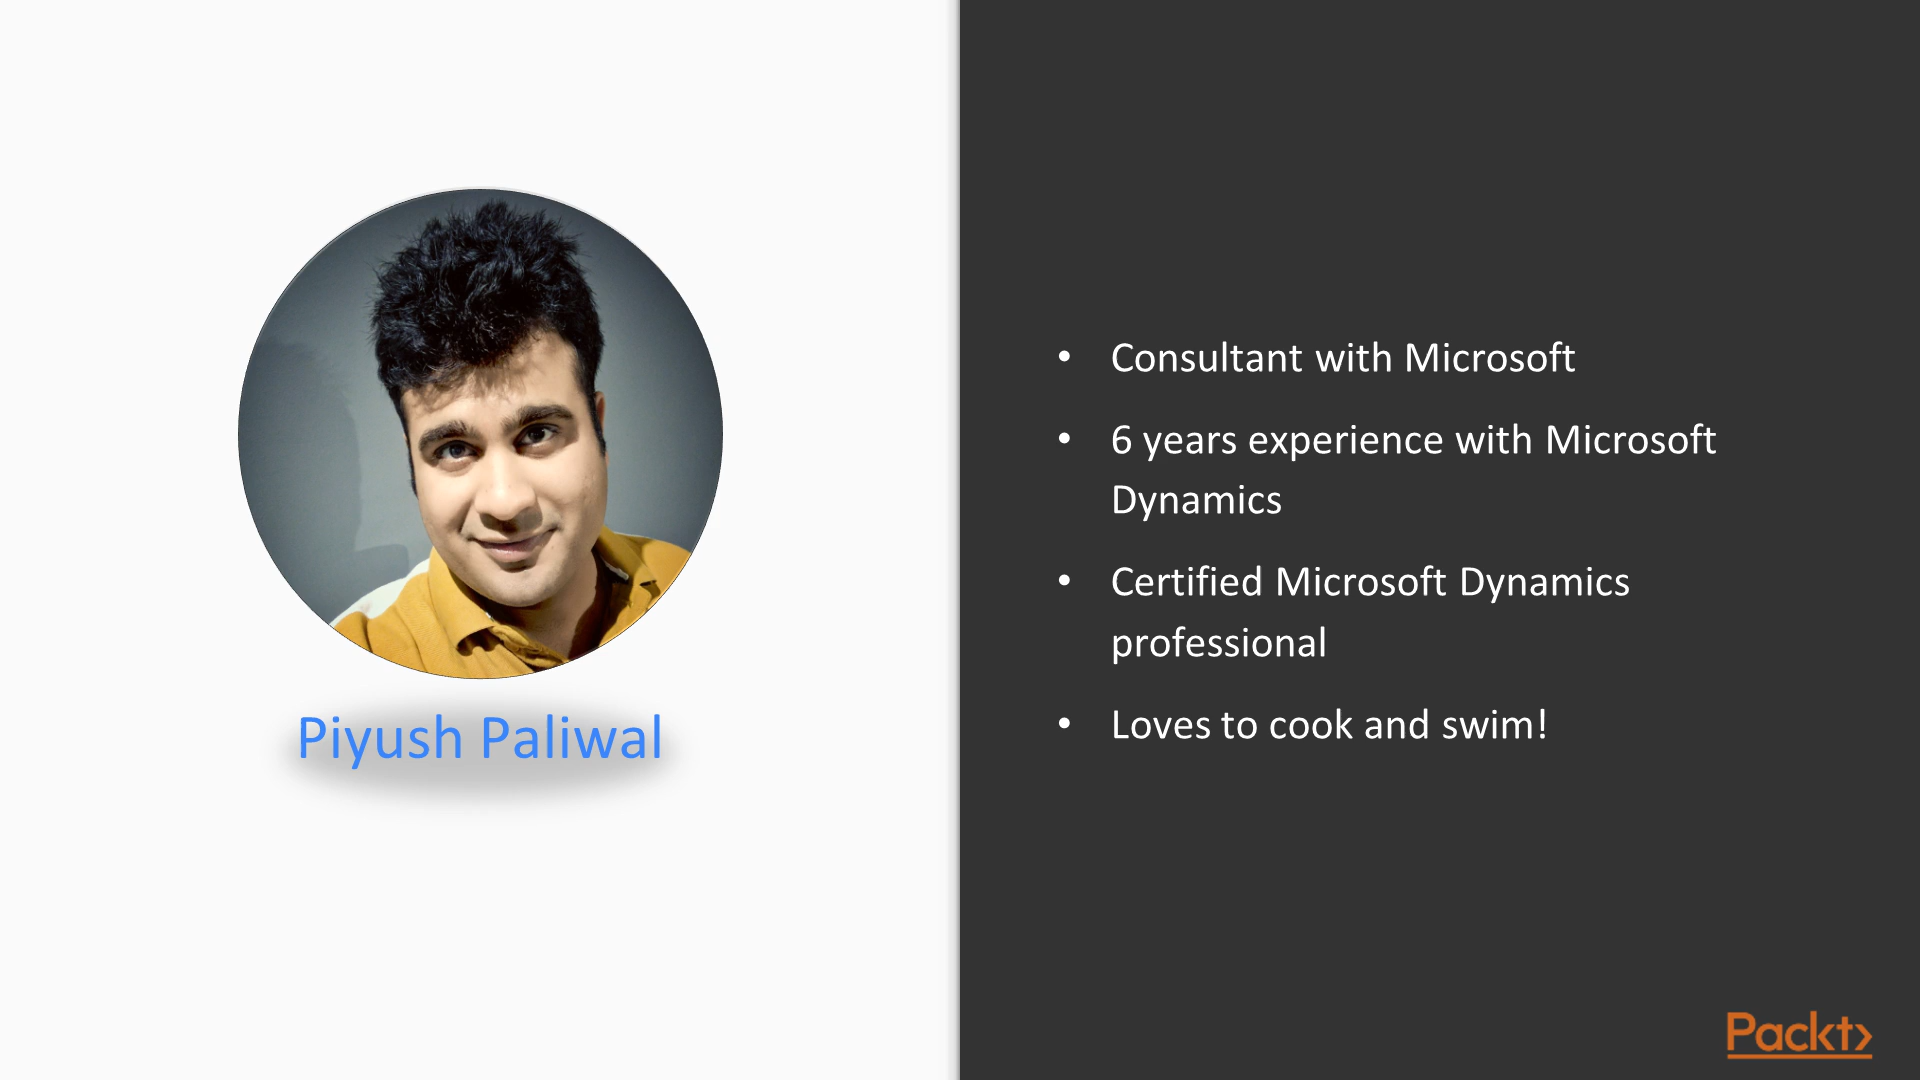 Piyush Paliwal
• Consultant with Microsoft
• 6 years experience with Microsoft
Dynamics
• Certified Microsoft Dynamics
professional
• Loves to cook and swim!
Packt>